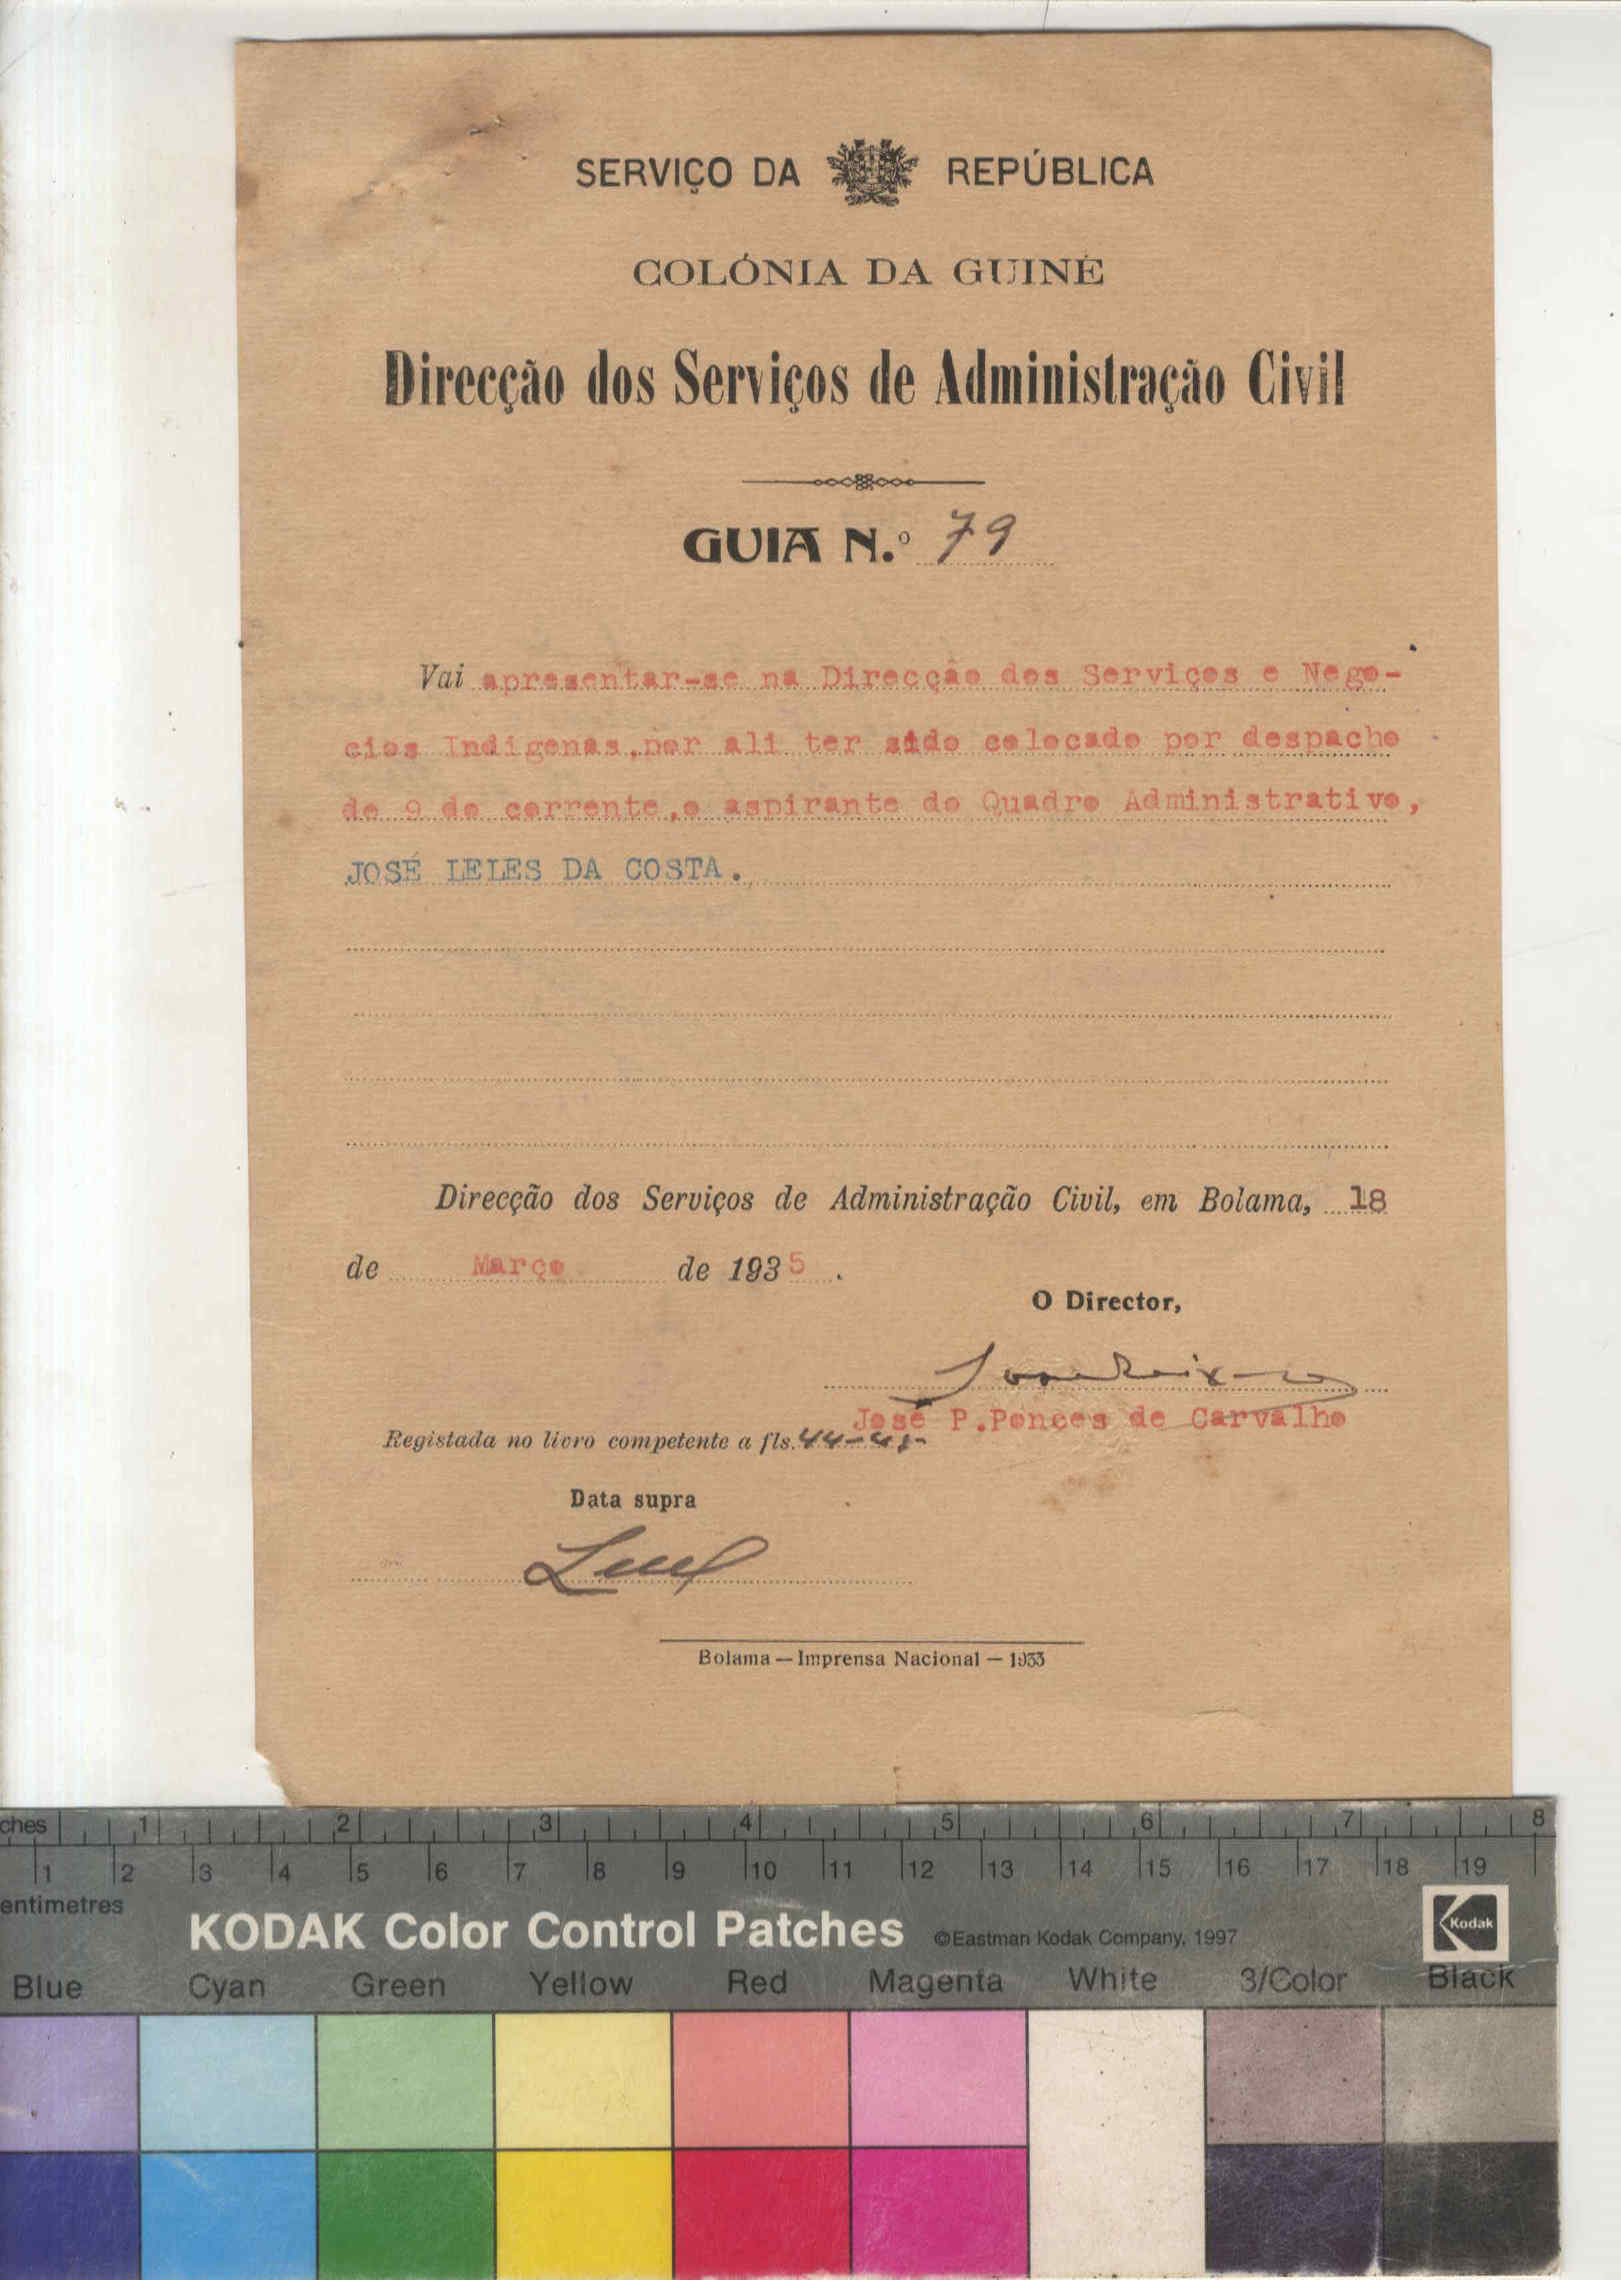 SERVIÇO DA REPÚBLICA
COLÓNIA DA GUINÉ
Direcção dos Serviços de Administração Civil
GUIA N.º 79
Vai apresentar-se na Direcção dos Serviços e Nego-
cios Indigenas,por ali ter sido colocado por despacho
de 9 do corrente,o aspirante do Quadro Administrativo,
JOSÉ LELES DA COSTA.
Direcção dos Serviços de Administração Civil, em Bolama, 18
de Março de 1935.
O Director,
José P.Ponces de Carvalho
Registada no livro competente a fls. 44-
Data supra
Bolama — Imprensa Nacional — 1933
ches 1 2 3 4 5 6 7 8
1 2 3 4 5 6 7 8 9 10 11 12 13 14 15 16 17 18 19
entimetres
KODAK Color Control Patches ©Eastman Kodak Company, 1997 Kodak
Blue Cyan Green Yellow Red Magenta White 3/Color Black